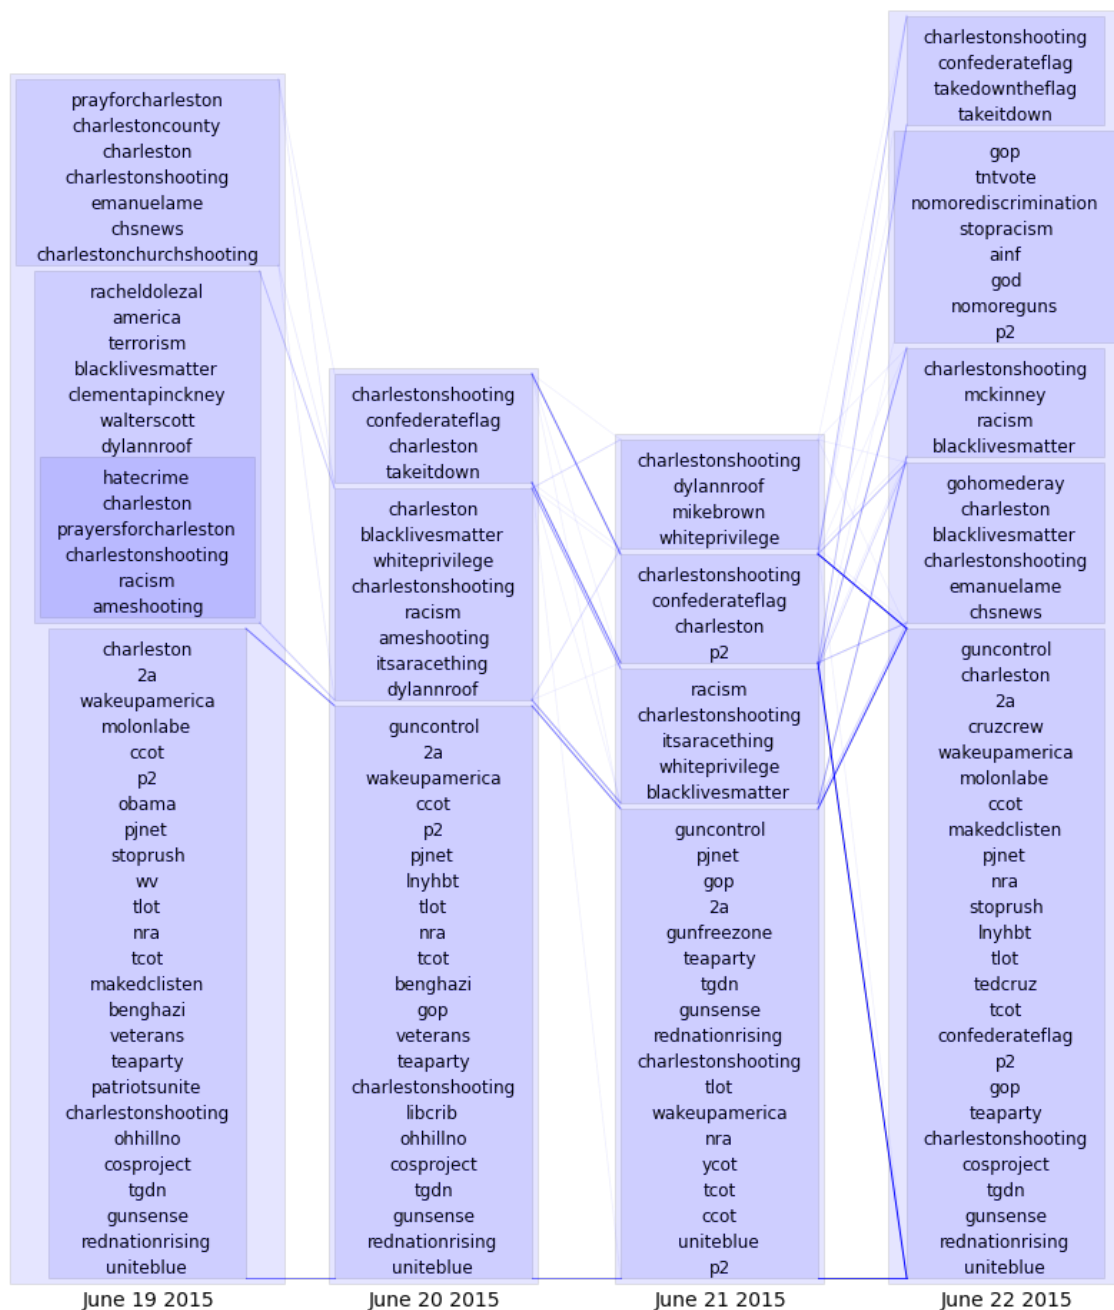 prayforcharleston
charlestoncounty
charleston
charlestonshooting
emanuelame
chsnews
charlestonchurchshooting
racheldolezal
america
terrorism
blacklivesmatter
clementapinckney
walterscott
dylannroof
hatecrime
charleston
prayersforcharleston
charlestonshooting
racism
ameshooting
charleston
2a
wakeupamerica
molonlabe
ccot
p2
obama
pjnet
stoprush
wv
tlot
nra
tcot
makedclisten
benghazi
veterans
teaparty
patriotsunite
charlestonshooting
ohhillno
cosproject
tgdn
gunsense
rednationrising
uniteblue
June 19 2015
charlestonshooting
confederateflag
charleston
takeitdown
charleston
blacklivesmatter
whiteprivilege
charlestonshooting
racism
ameshooting
itsaracething
dylannroof
guncontrol
2a
wakeupamerica
ccot
p2
pjnet
lnyhbt
tlot
nra
tcot
benghazi
gop
veterans
teaparty
charlestonshooting
libcrib
ohhillno
cosproject
tgdn
gunsense
rednationrising
uniteblue
June 20 2015
charlestonshooting
dylannroof
mikebrown
whiteprivilege
charlestonshooting
confederateflag
charleston
p2
racism
charlestonshooting
itsaracething
whiteprivilege
blacklivesmatter
guncontrol
pjnet
gop
2a
gunfreezone
teaparty
tgdn
gunsense
rednationrising
charlestonshooting
tlot
wakeupamerica
nra
ycot
tcot
ccot
uniteblue
p2
June 21 2015
charlestonshooting
confederateflag
takedowntheflag
takeitdown
gop
tntvote
nomorediscrimination
stopracism
ainf
god
nomoreguns
p2
charlestonshooting
mckinney
racism
blacklivesmatter
gohomederay
charleston
blacklivesmatter
charlestonshooting
emanuelame
chsnews
guncontrol
charleston
2a
cruzcrew
wakeupamerica
molonlabe
ccot
makedclisten
pjnet
nra
stoprush
lnyhbt
tlot
tedcruz
tcot
confederateflag
p2
gop
teaparty
charlestonshooting
cosproject
tgdn
gunsense
rednationrising
uniteblue
June 22 2015